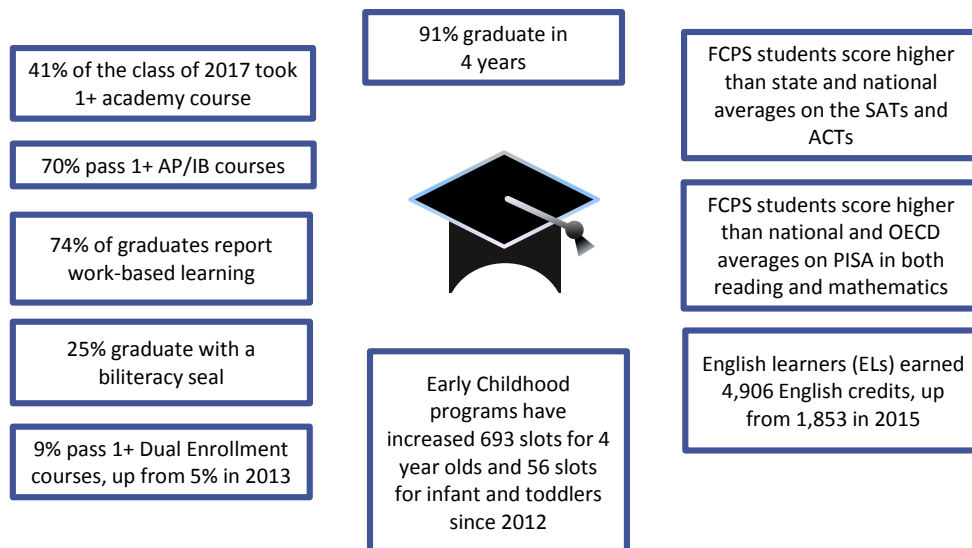 41% of the class of 2017 took
1+ academy course
70% pass 1+ AP/IB courses
74% of graduates report
work-based learning
25% graduate with a
biliteracy seal
9% pass 1+ Dual Enrollment
courses, up from 5% in 2013
91% graduate in
4 years
Early Childhood
programs have
increased 693 slots for 4
year olds and 56 slots
for infant and toddlers
since 2012
FCPS students score higher
than state and national
averages on the SATs and
ACTs
FCPS students score higher
than national and OECD
averages on PISA in both
reading and mathematics
English learners (ELs) earned
4,906 English credits, up
from 1,853 in 2015